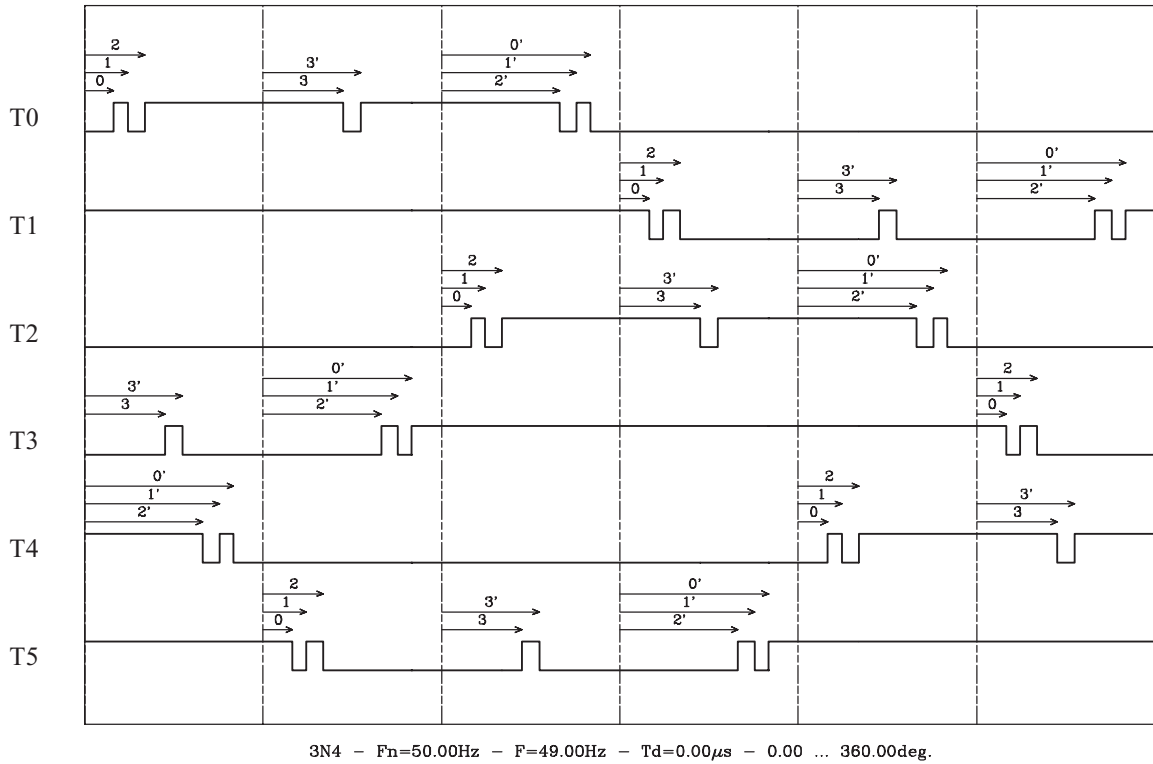 2 0'
1 3' 1'
0 3 2'
T0
2 0'
1 3' 1'
0 3 2'
T1
2 0'
1 3' 1'
0 3 2'
T2
0' 2
3' 1' 1
3 2' 0
T3
0' 2
1' 1 3'
2' 0 3
T4
2 0'
1 3' 1'
0 3 2'
T5
3N4 − Fn=50.00Hz − F=49.00Hz − Td=0.00μs − 0.00 ... 360.00deg.